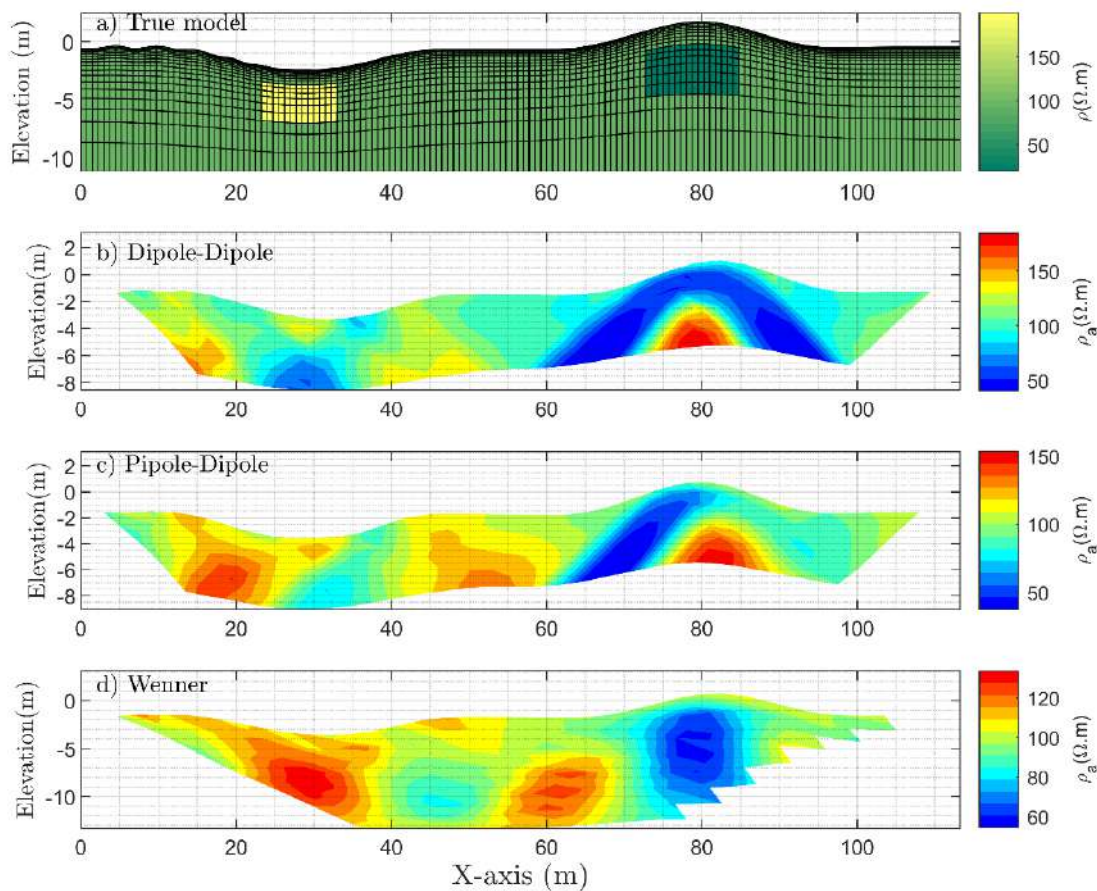 a) True model
Elevation (m)
0
-5
-10
0 20 40 60 80 100
150
100
50
ρ(Ω.m)
b) Dipole-Dipole
Elevation(m)
2
0
-2
-4
-6
-8
0 20 40 60 80 100
150
100
50
ρa(Ω.m)
c) Pipole-Dipole
Elevation(m)
2
0
-2
-4
-6
-8
0 20 40 60 80 100
150
100
50
ρa(Ω.m)
d) Wenner
Elevation(m)
0
-5
-10
0 20 40 60 80 100
120
100
80
60
ρa(Ω.m)
X-axis (m)